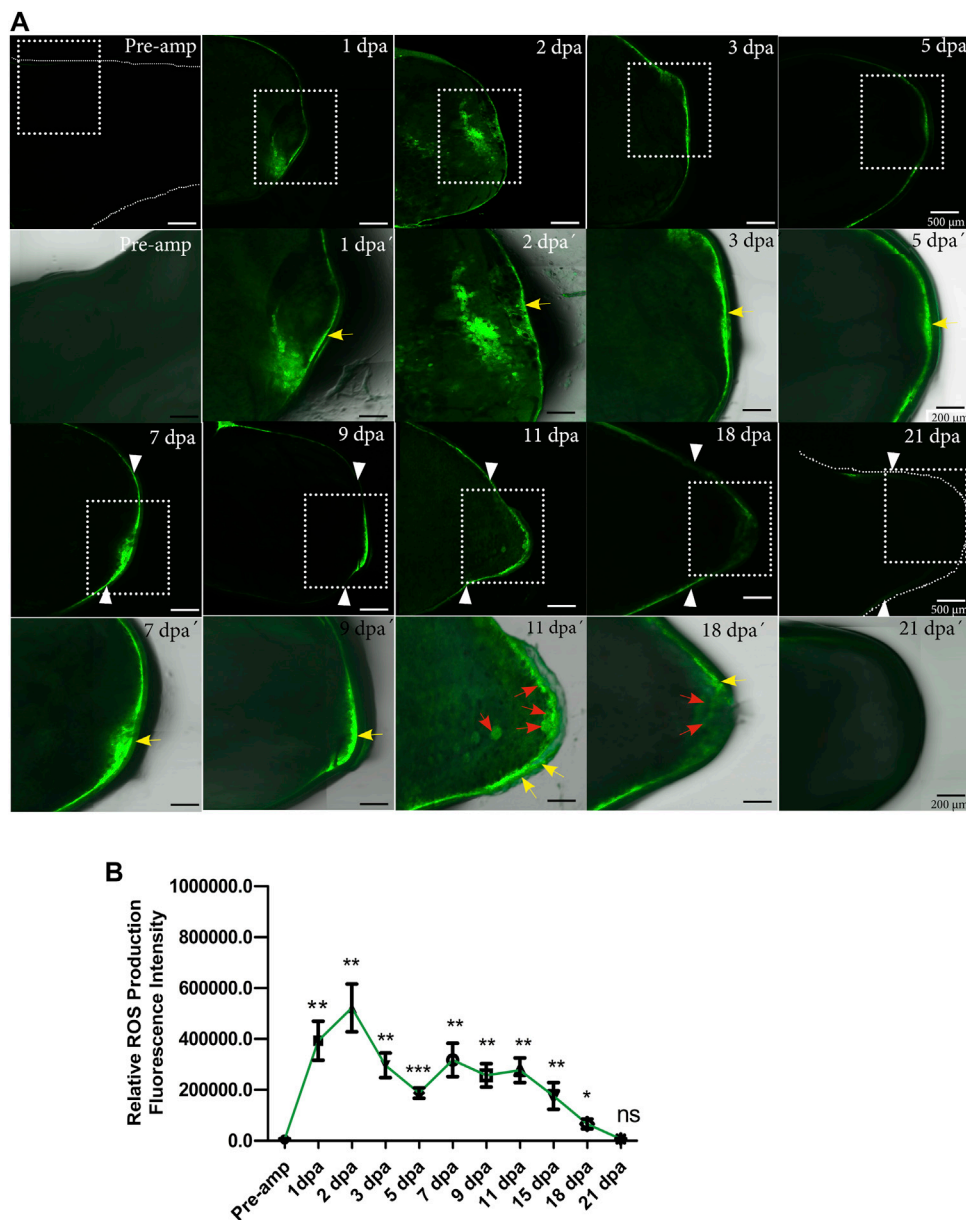 A
Pre-amp 1 dpa 2 dpa 3 dpa 5 dpa
500 µm
Pre-amp 1 dpa´ 2 dpa´ 3 dpa 5 dpa´
200 µm
7 dpa 9 dpa 11 dpa 18 dpa 21 dpa
500 µm
7 dpa´ 9 dpa´ 11 dpa´ 18 dpa´ 21 dpa´
200 µm
B
Relative ROS Production
Fluorescence Intensity
1000000.0
800000.0
600000.0
400000.0
200000.0
0.0
** ** ** *** ** ** ** ** * ns
Pre-amp 1 dpa 2 dpa 3 dpa 5 dpa 7 dpa 9 dpa 11 dpa 15 dpa 18 dpa 21 dpa